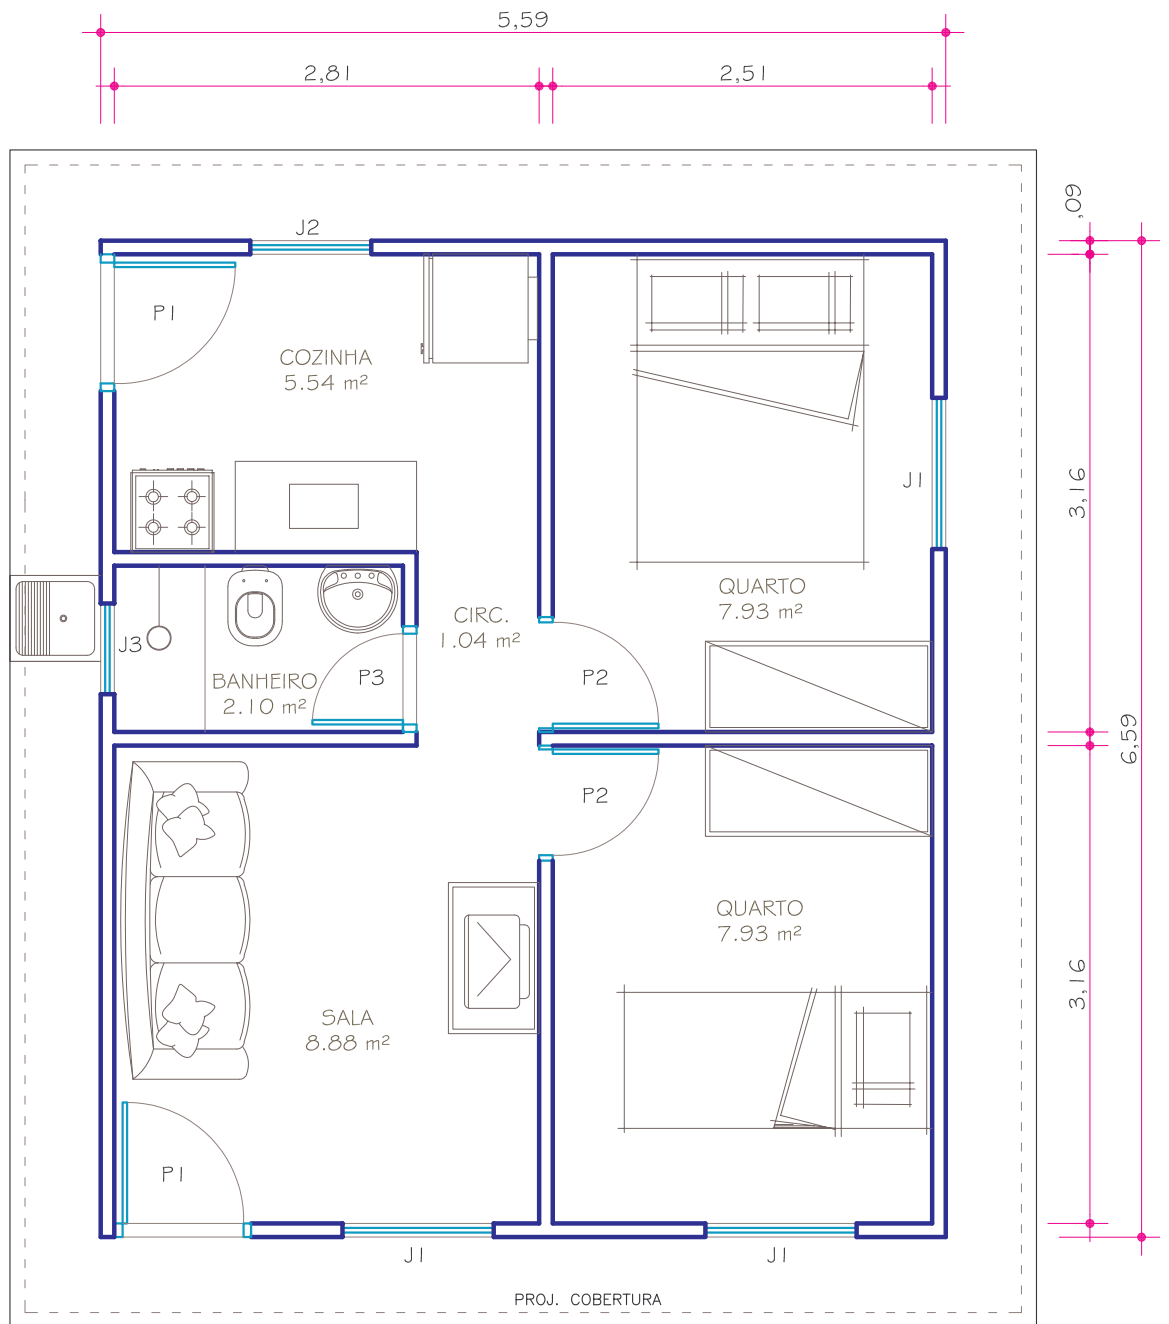 5,59
2,81
2,51
,09
J2
P1
COZINHA
5.54 m²
3,16
J1
QUARTO
7.93 m²
CIRC.
1.04 m²
J3
BANHEIRO
2.10 m²
P3
P2
6,59
P2
QUARTO
7.93 m²
3,16
SALA
8.88 m²
P1
J1
J1
PROJ. COBERTURA